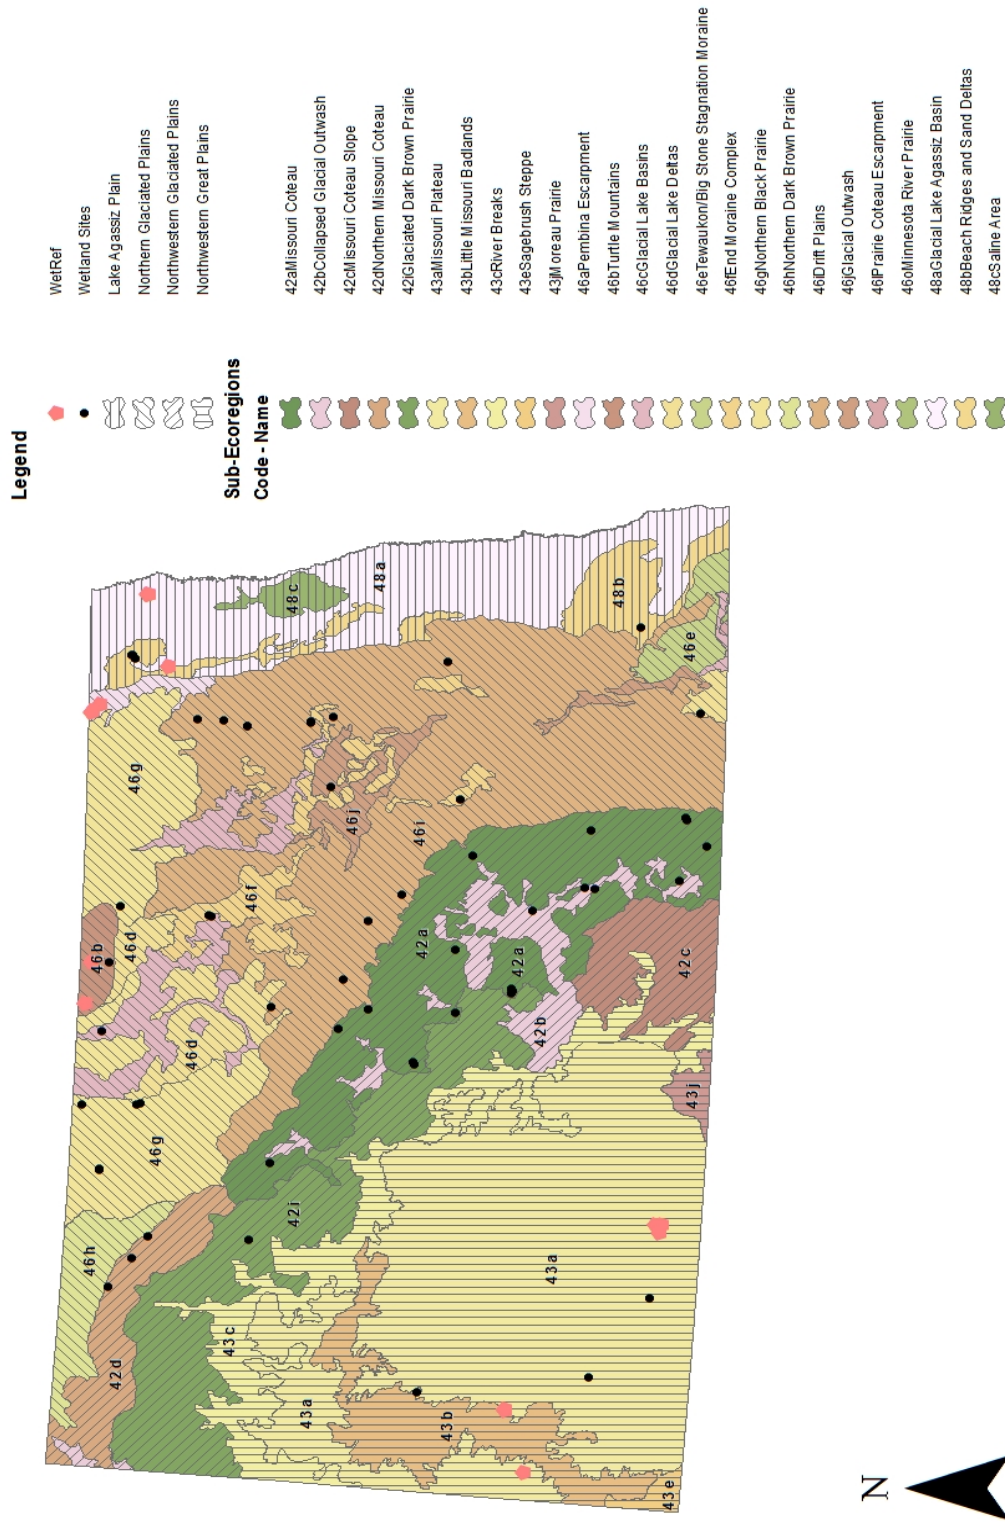 Legend
WetRef
Wetland Sites
Lake Agassiz Plain
Northern Glaciated Plains
Northwestern Glaciated Plains
Northwestern Great Plains
Sub-Ecoregions
Code - Name
42aMissouri Coteau
42bCollapsed Glacial Outwash
42cMissouri Coteau Slope
42dNorthern Missouri Coteau
42iGlaciated Dark Brown Prairie
43aMissouri Plateau
43bLittle Missouri Badlands
43cRiver Breaks
43eSagebrush Steppe
43jMoreau Prairie
46aPembina Escarpment
46bTurtle Mountains
46cGlacial Lake Basins
46dGlacial Lake Deltas
46eTewaukon/Big Stone Stagnation Moraine
46fEnd Moraine Complex
46gNorthern Black Prairie
46hNorthern Dark Brown Prairie
46iDrift Plains
46jGlacial Outwash
46lPrairie Coteau Escarpment
46oMinnesota River Prairie
48aGlacial Lake Agassiz Basin
48bBeach Ridges and Sand Deltas
48cSaline Area
46h
42d
46g
46b
46d
46d
46g
48c
48a
46f
46j
46i
42i
43c
43a
42a
42a
42b
43b
43a
48b
46e
42c
43j
43e
N